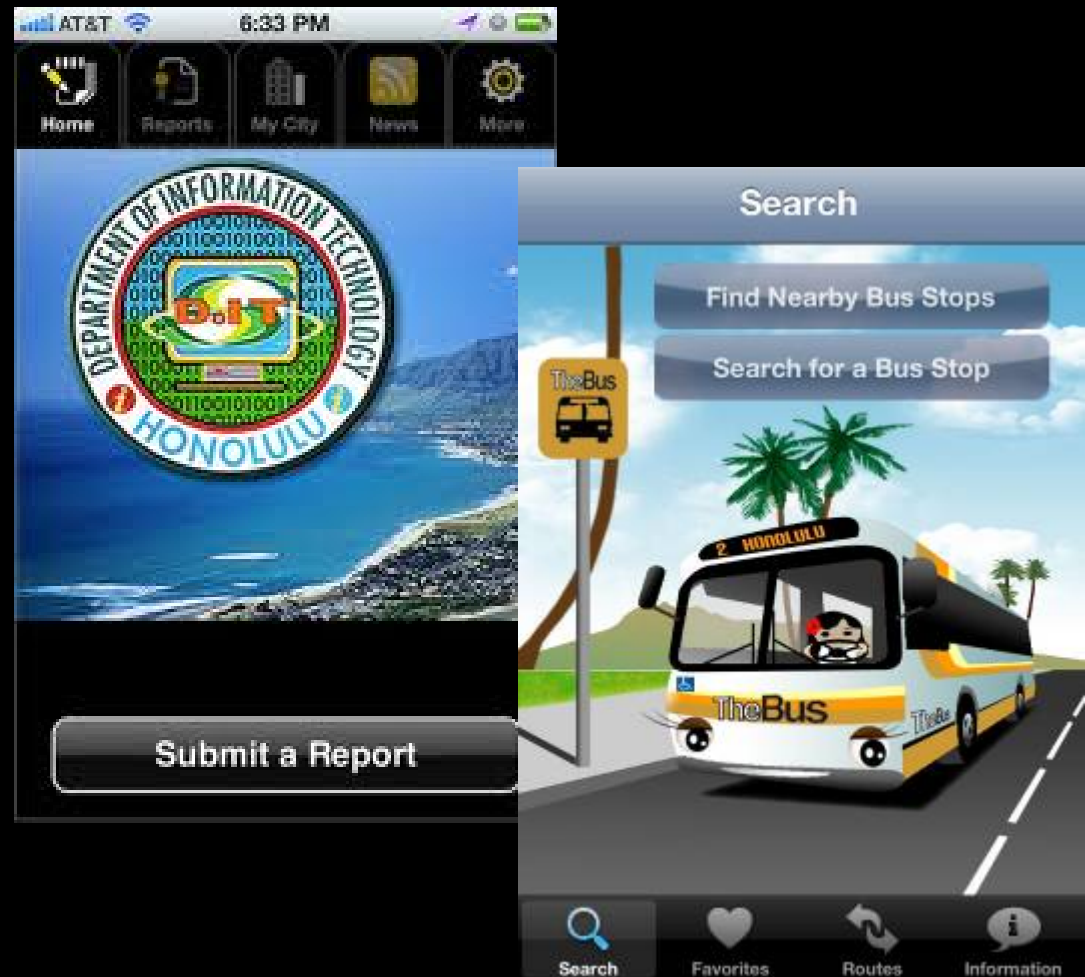 AT&T 6:33 PM
Home Reports My City News More
DEPARTMENT OF INFORMATION TECHNOLOGY
D.I.T
HONOLULU
Submit a Report
Search
Find Nearby Bus Stops
Search for a Bus Stop
TheBus
2 HONOLULU
TheBus
TheBus
Search Favorites Routes Information